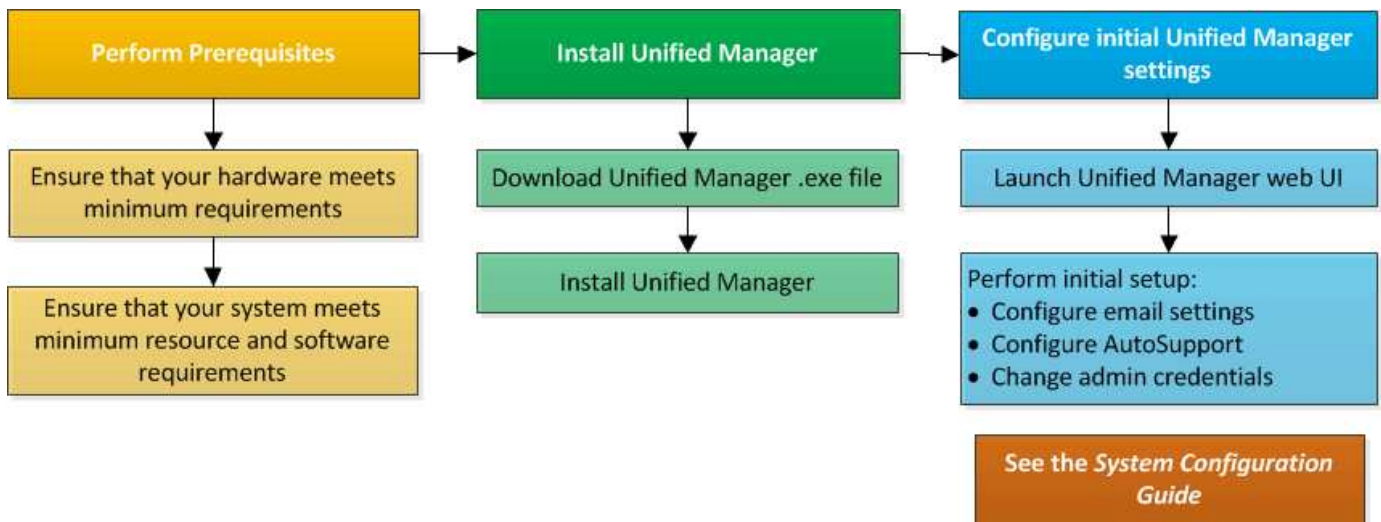 Perform Prerequisites
Ensure that your hardware meets
minimum requirements
Ensure that your system meets
minimum resource and software
requirements
Install Unified Manager
Download Unified Manager .exe file
Install Unified Manager
Configure initial Unified Manager
settings
Launch Unified Manager web UI
Perform initial setup:
• Configure email settings
• Configure AutoSupport
• Change admin credentials
See the System Configuration
Guide